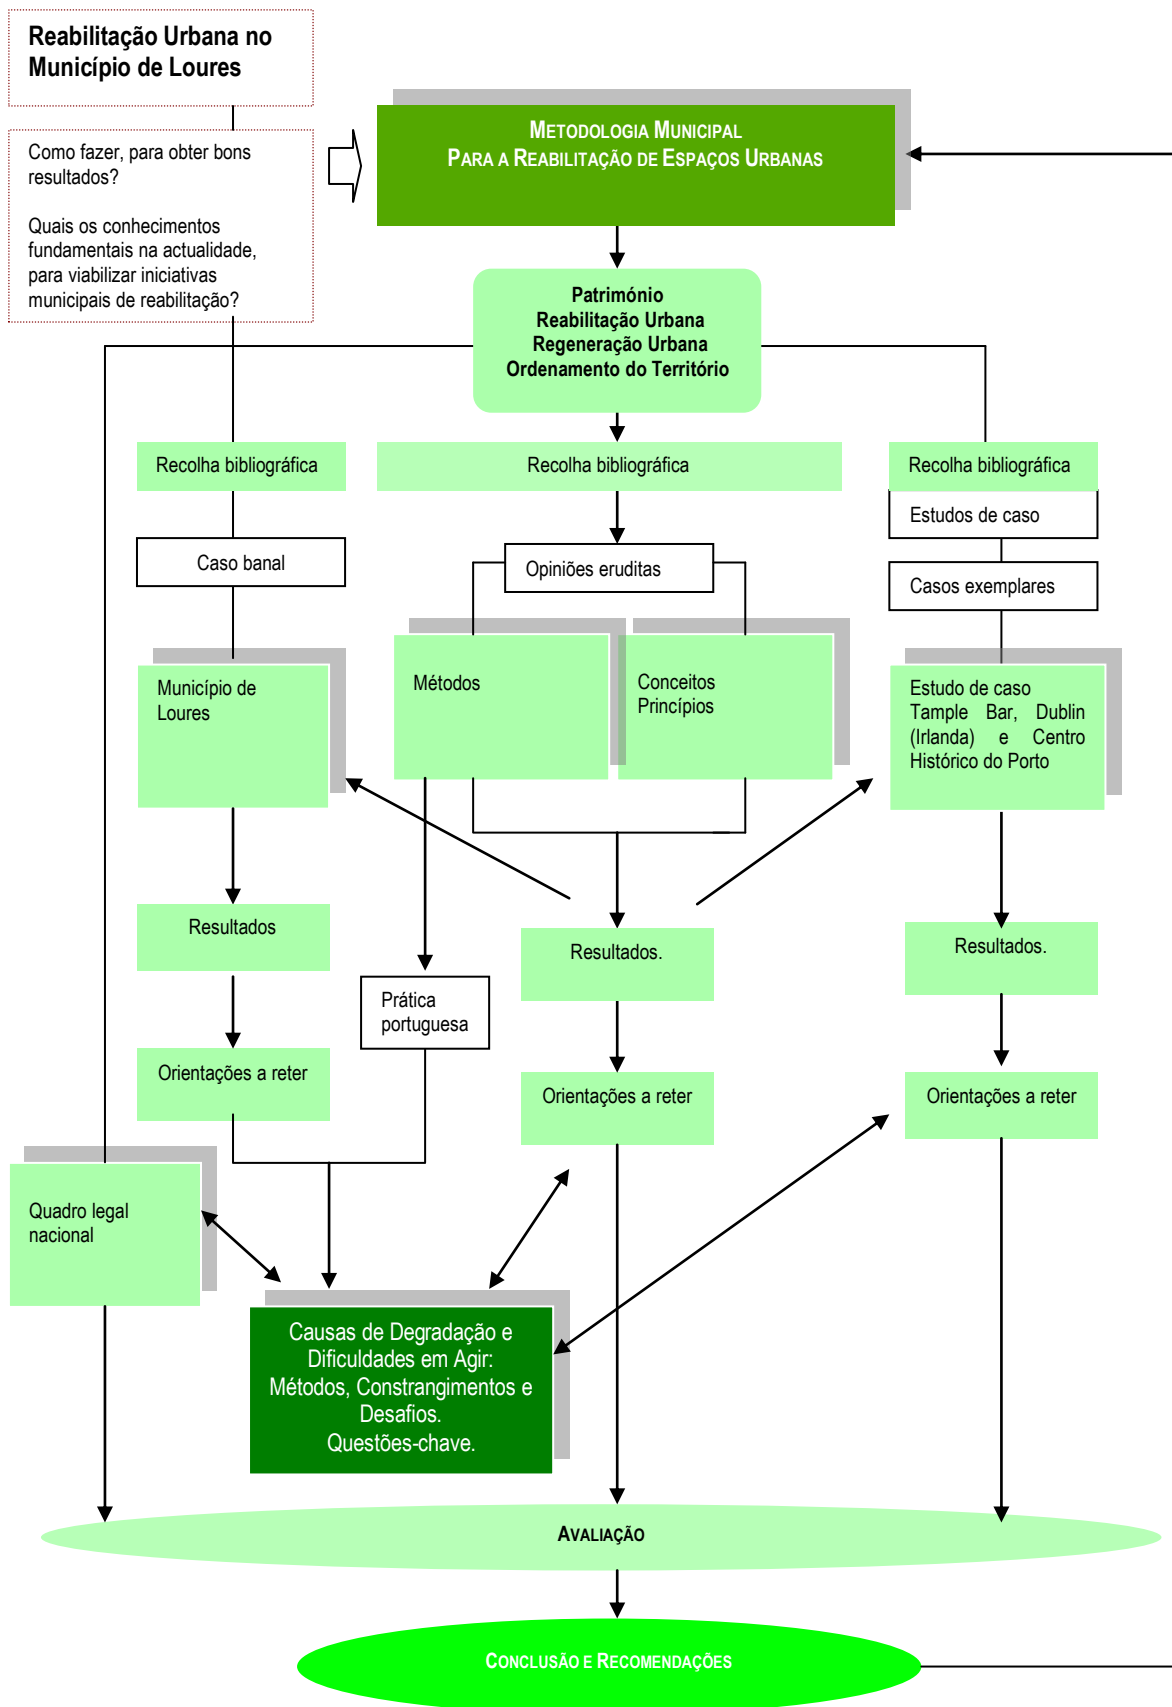 Reabilitação Urbana no
Município de Loures
Como fazer, para obter bons
resultados?
Quais os conhecimentos
fundamentais na actualidade,
para viabilizar iniciativas
municipais de reabilitação?
METODOLOGIA MUNICIPAL
PARA A REABILITAÇÃO DE ESPAÇOS URBANAS
Património
Reabilitação Urbana
Regeneração Urbana
Ordenamento do Território
Recolha bibliográfica
Recolha bibliográfica
Recolha bibliográfica
Estudos de caso
Caso banal
Opiniões eruditas
Casos exemplares
Município de
Loures
Métodos
Conceitos
Princípios
Estudo de caso
Tample Bar, Dublin
(Irlanda) e Centro
Histórico do Porto
Resultados
Resultados.
Resultados.
Prática
portuguesa
Orientações a reter
Orientações a reter
Orientações a reter
Quadro legal
nacional
Causas de Degradação e
Dificuldades em Agir:
Métodos, Constrangimentos e
Desafios.
Questões-chave.
AVALIAÇÃO
CONCLUSÃO E RECOMENDAÇÕES